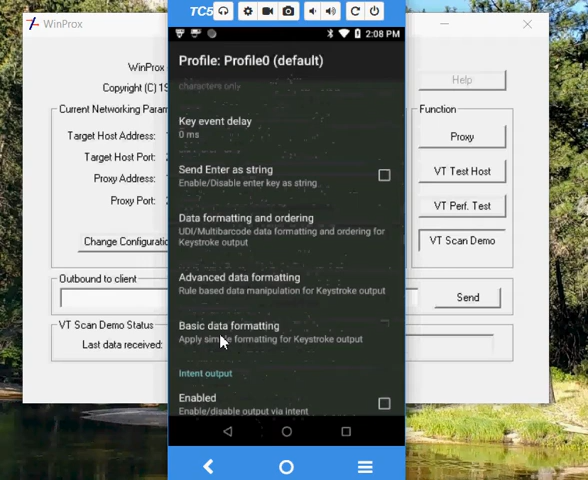 WinProx
TC5
2:08 PM
Profile: Profile0 (default)
characters only
Key event delay
0 ms
Send Enter as string
Enable/Disable enter key as string
Data formatting and ordering
UDI/Multibarcode data formatting and ordering for
Keystroke output
Advanced data formatting
Rule based data manipulation for Keystroke output
Basic data formatting
Apply simple formatting for Keystroke output
Intent output
Enabled
Enable/disable output via intent
WinProx
Copyright (C) 19
Current Networking Param
Target Host Address:
Target Host Port:
Proxy Address:
Proxy Port:
Change Configuratio
Outbound to client
VT Scan Demo Status
Last data received:
Help
Function
Proxy
VT Test Host
VT Perf. Test
VT Scan Demo
Send